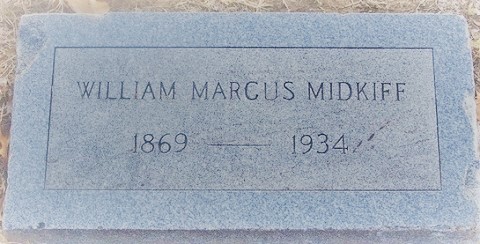 WILLIAM MARCUS MIDKIFF
1869 — 1934